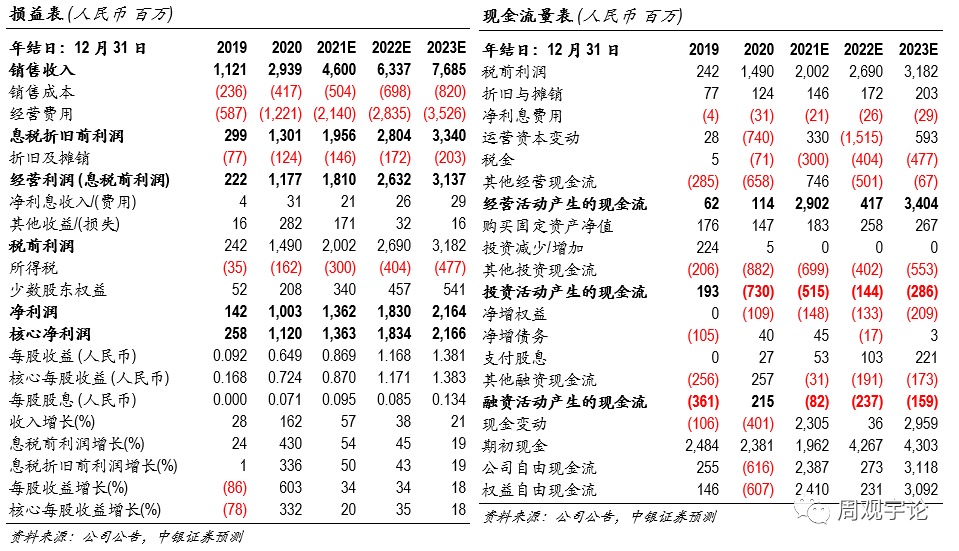 损益表 (人民币 百万)
年结日：12 月 31 日 2019 2020 2021E 2022E 2023E
销售收入 1,121 2,939 4,600 6,337 7,685
销售成本 (236) (417) (504) (698) (820)
经营费用 (587) (1,221) (2,140) (2,835) (3,526)
息税折旧前利润 299 1,301 1,956 2,804 3,340
折旧及摊销 (77) (124) (146) (172) (203)
经营利润 (息税前利润) 222 1,177 1,810 2,632 3,137
净利息收入/(费用) 4 31 21 26 29
其他收益/(损失) 16 282 171 32 16
税前利润 242 1,490 2,002 2,690 3,182
所得税 (35) (162) (300) (404) (477)
少数股东权益 52 208 340 457 541
净利润 142 1,003 1,362 1,830 2,164
核心净利润 258 1,120 1,363 1,834 2,166
每股收益 (人民币) 0.092 0.649 0.869 1.168 1.381
核心每股收益 (人民币) 0.168 0.724 0.870 1.171 1.383
每股股息 (人民币) 0.000 0.071 0.095 0.085 0.134
收入增长(%) 28 162 57 38 21
息税前利润增长(%) 24 430 54 45 19
息税折旧前利润增长(%) 1 336 50 43 19
每股收益增长(%) (86) 603 34 34 18
核心每股收益增长(%) (78) 332 20 35 18
资料来源：公司公告，中银证券预测
现金流量表 (人民币 百万)
年结日：12 月 31 日 2019 2020 2021E 2022E 2023E
税前利润 242 1,490 2,002 2,690 3,182
折旧与摊销 77 124 146 172 203
净利息费用 (4) (31) (21) (26) (29)
运营资本变动 28 (740) 330 (1,515) 593
税金 5 (71) (300) (404) (477)
其他经营现金流 (285) (658) 746 (501) (67)
经营活动产生的现金流 62 114 2,902 417 3,404
购买固定资产净值 176 147 183 258 267
投资减少/增加 224 5 0 0 0
其他投资现金流 (206) (882) (699) (402) (553)
投资活动产生的现金流 193 (730) (515) (144) (286)
净增权益 0 (109) (148) (133) (209)
净增债务 (105) 40 45 (17) 3
支付股息 0 27 53 103 221
其他融资现金流 (256) 257 (31) (191) (173)
融资活动产生的现金流 (361) 215 (82) (237) (159)
现金变动 (106) (401) 2,305 36 2,959
期初现金 2,484 2,381 1,962 4,267 4,303
公司自由现金流 255 (616) 2,387 273 3,118
权益自由现金流 146 (607) 2 410 231 3,092
资料来源：公司公告，中银证券预测
周观宇论